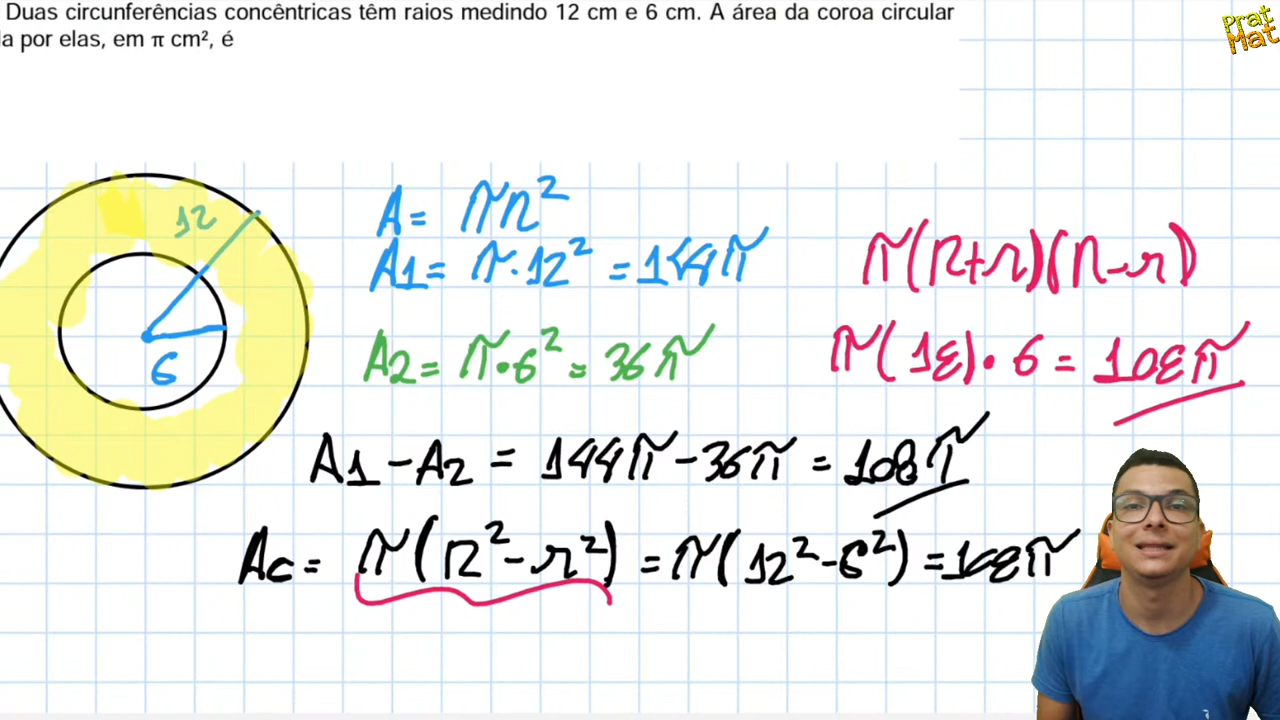 Duas circunferências concêntricas têm raios medindo 12 cm e 6 cm. A área da coroa circular
la por elas, em π cm², é
Prat
Mat
12
6
A = πr²
A1 = π·12² = 144π
A2 = π·6² = 36π
A1 - A2 = 144π - 36π = 108π
Ac = π(R² - r²) = π(12² - 6²) = 108π
π(R+r)(R-r)
π(18)·6 = 108π